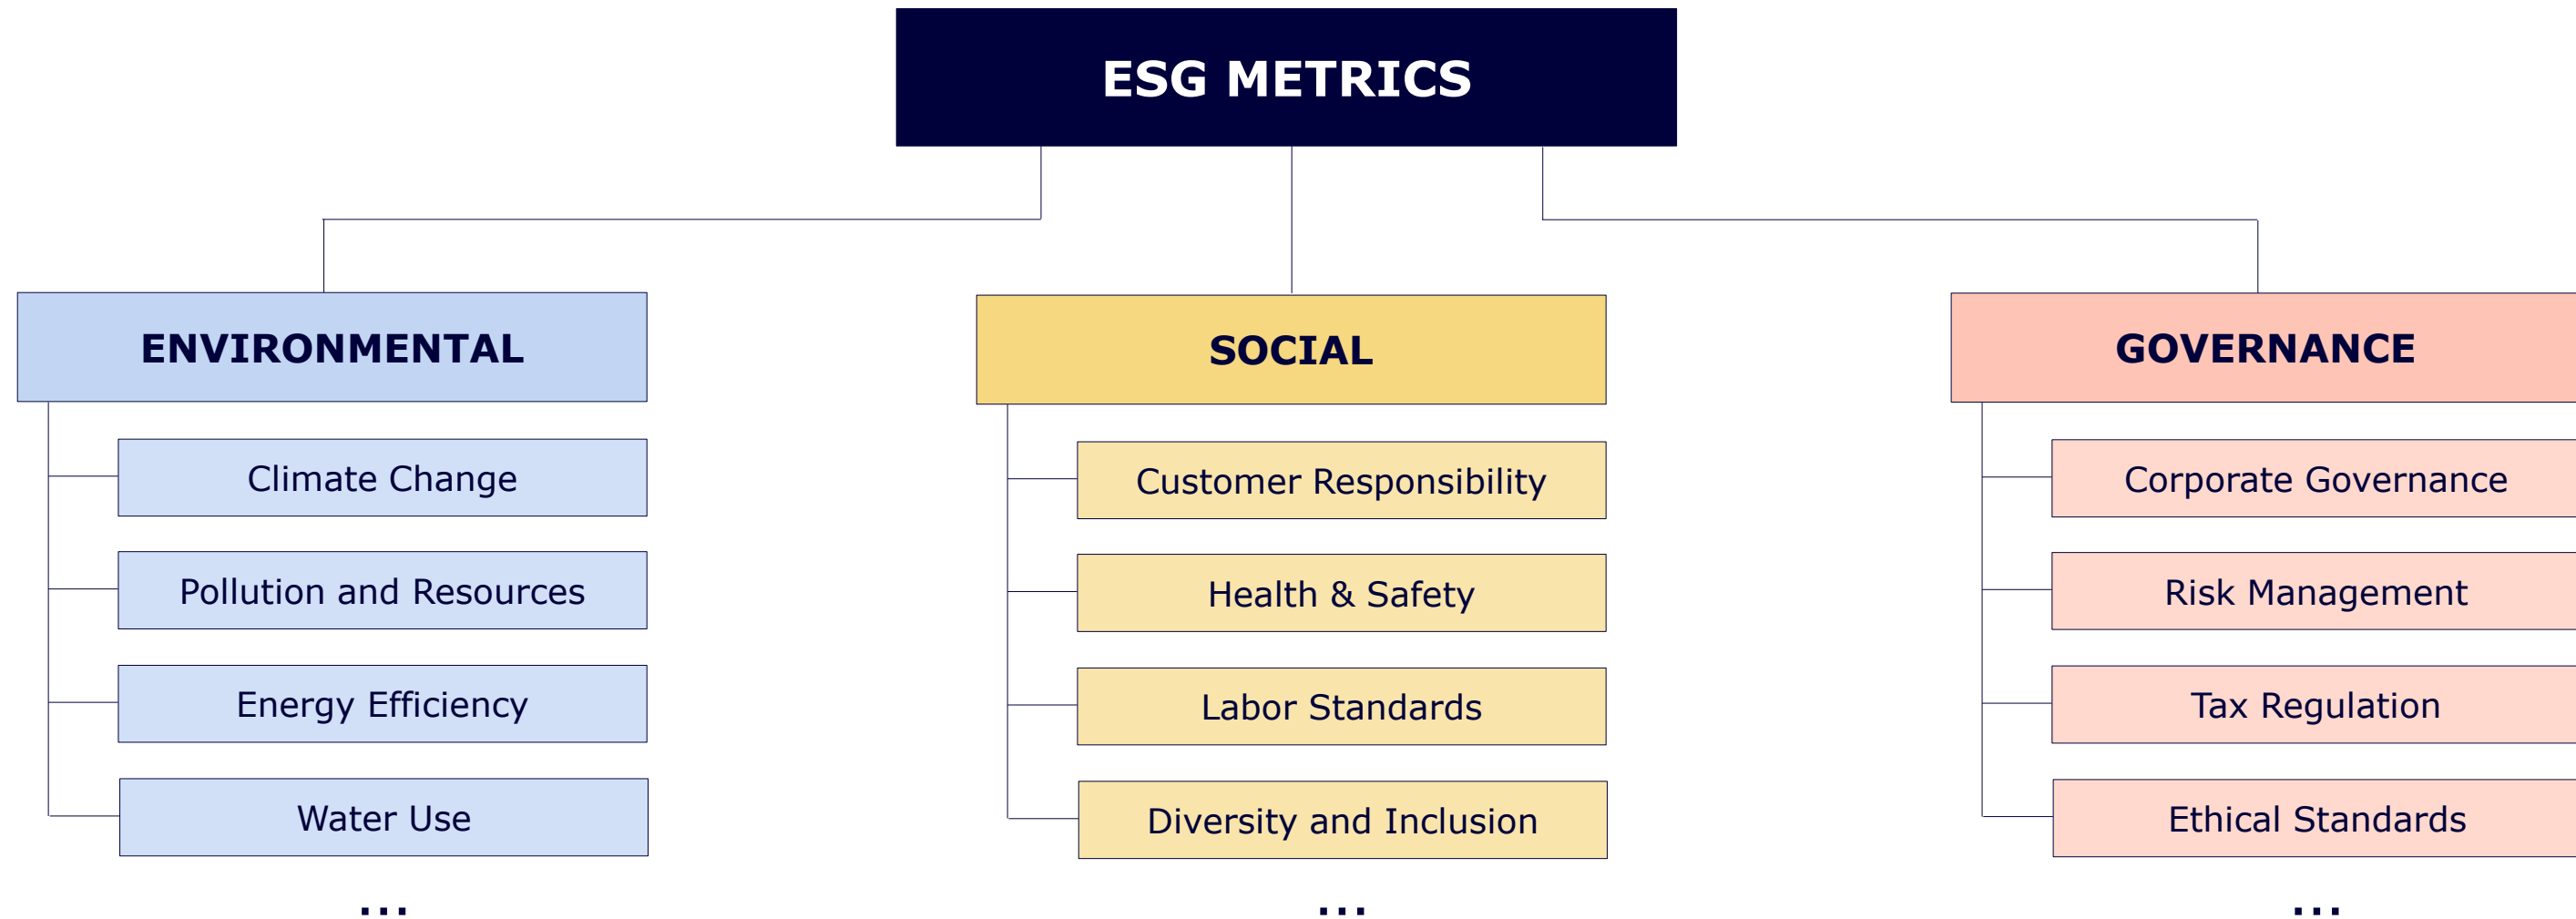 ESG METRICS
ENVIRONMENTAL
Climate Change
Pollution and Resources
Energy Efficiency
Water Use
...
SOCIAL
Customer Responsibility
Health & Safety
Labor Standards
Diversity and Inclusion
...
GOVERNANCE
Corporate Governance
Risk Management
Tax Regulation
Ethical Standards
...